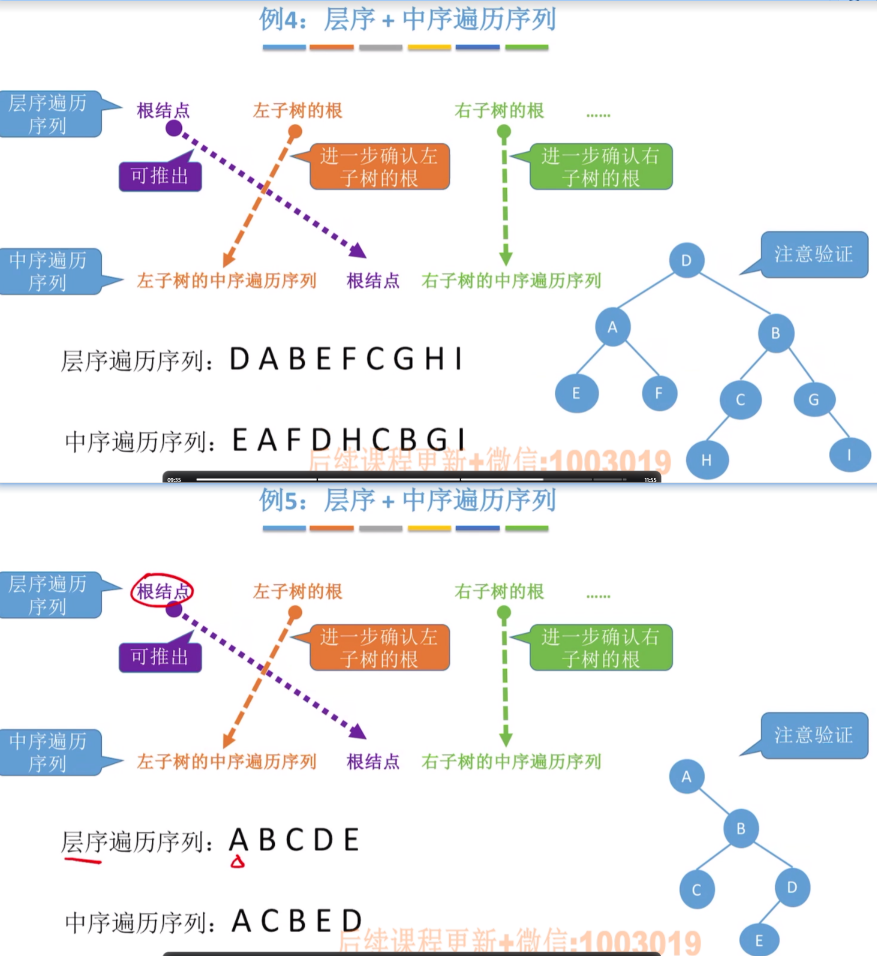 例4：层序 + 中序遍历序列
层序遍历
序列
根结点
左子树的根
右子树的根
……
可推出
进一步确认左
子树的根
进一步确认右
子树的根
中序遍历
序列
左子树的中序遍历序列
根结点
右子树的中序遍历序列
注意验证
D
A
B
E
F
C
G
H
I
层序遍历序列：D A B E F C G H I
中序遍历序列：E A F D H C B G I
后续课程更新+微信:1003019
09:35
11:55
例5：层序 + 中序遍历序列
层序遍历
序列
根结点
左子树的根
右子树的根
……
可推出
进一步确认左
子树的根
进一步确认右
子树的根
中序遍历
序列
左子树的中序遍历序列
根结点
右子树的中序遍历序列
注意验证
A
B
C
D
E
层序遍历序列：A B C D E
中序遍历序列：A C B E D
后续课程更新+微信:1003019